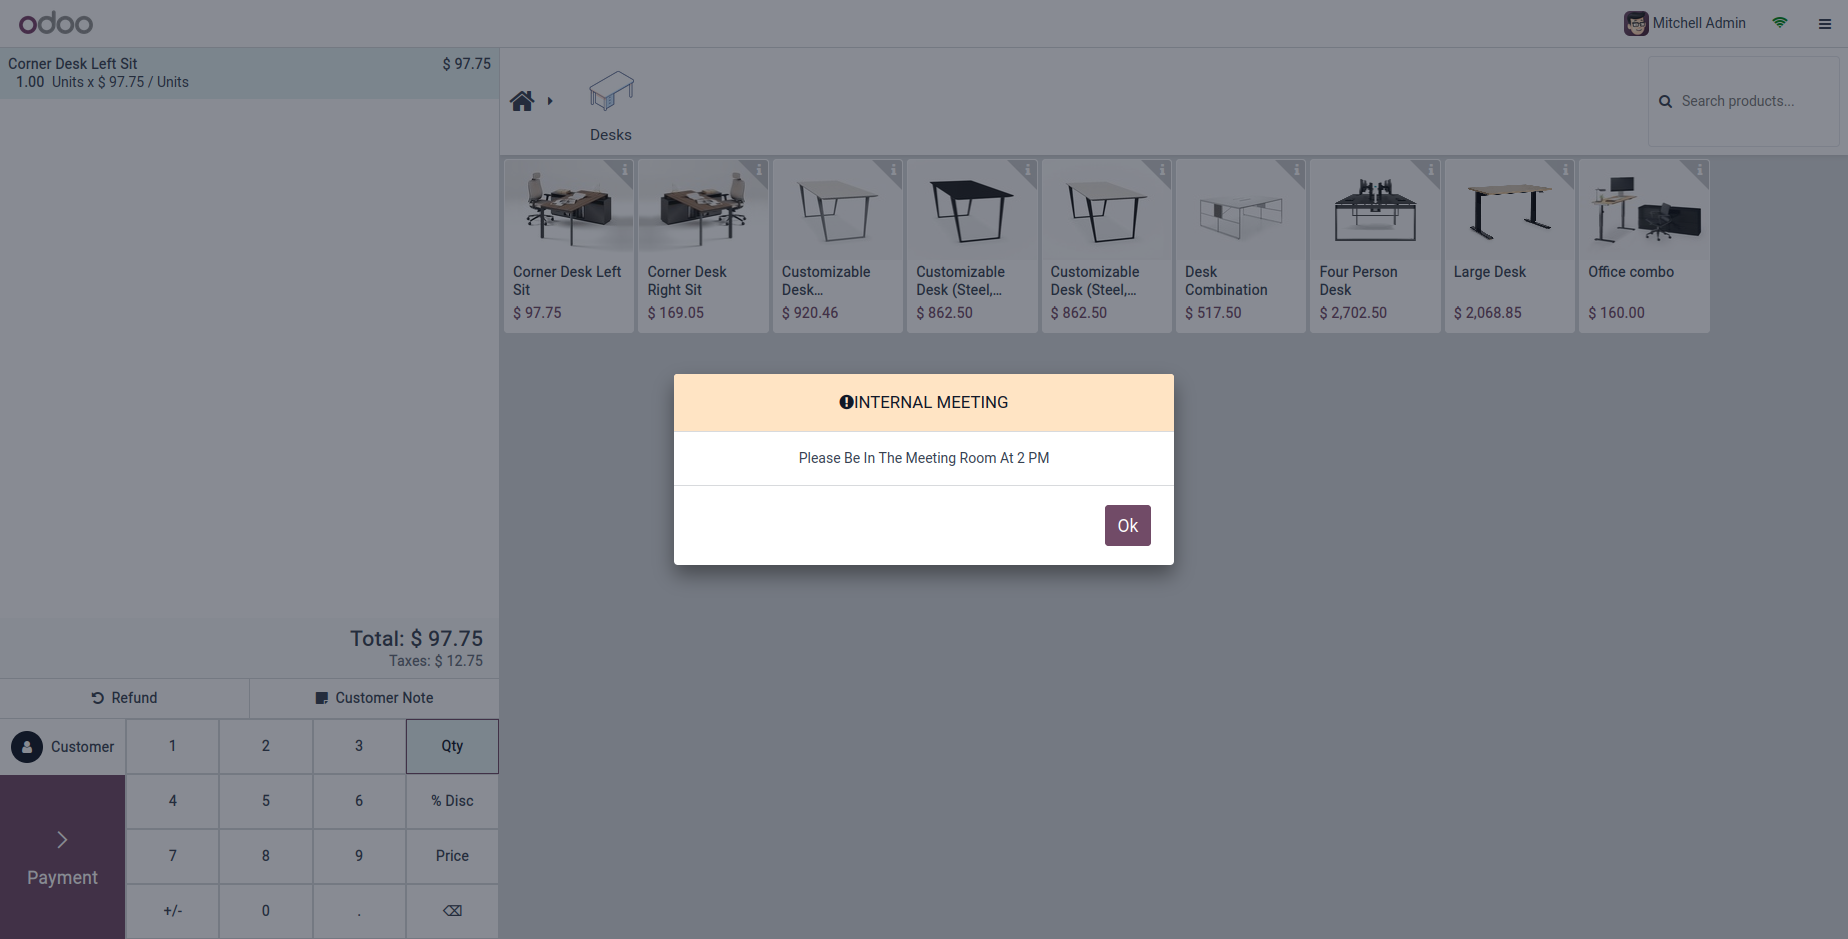 odoo
Mitchell Admin
Corner Desk Left Sit $ 97.75
1.00 Units x $ 97.75 / Units
Desks
Search products...
Corner Desk Left
Sit
$ 97.75
Corner Desk
Right Sit
$ 169.05
Customizable
Desk...
$ 920.46
Customizable
Desk (Steel,...
$ 862.50
Customizable
Desk (Steel,...
$ 862.50
Desk
Combination
$ 517.50
Four Person
Desk
$ 2,702.50
Large Desk
$ 2,068.85
Office combo
$ 160.00
INTERNAL MEETING
Please Be In The Meeting Room At 2 PM
Ok
Total: $ 97.75
Taxes: $ 12.75
Refund
Customer Note
Customer
1 2 3 Qty
4 5 6 % Disc
7 8 9 Price
Payment
+/- 0 . ⌫